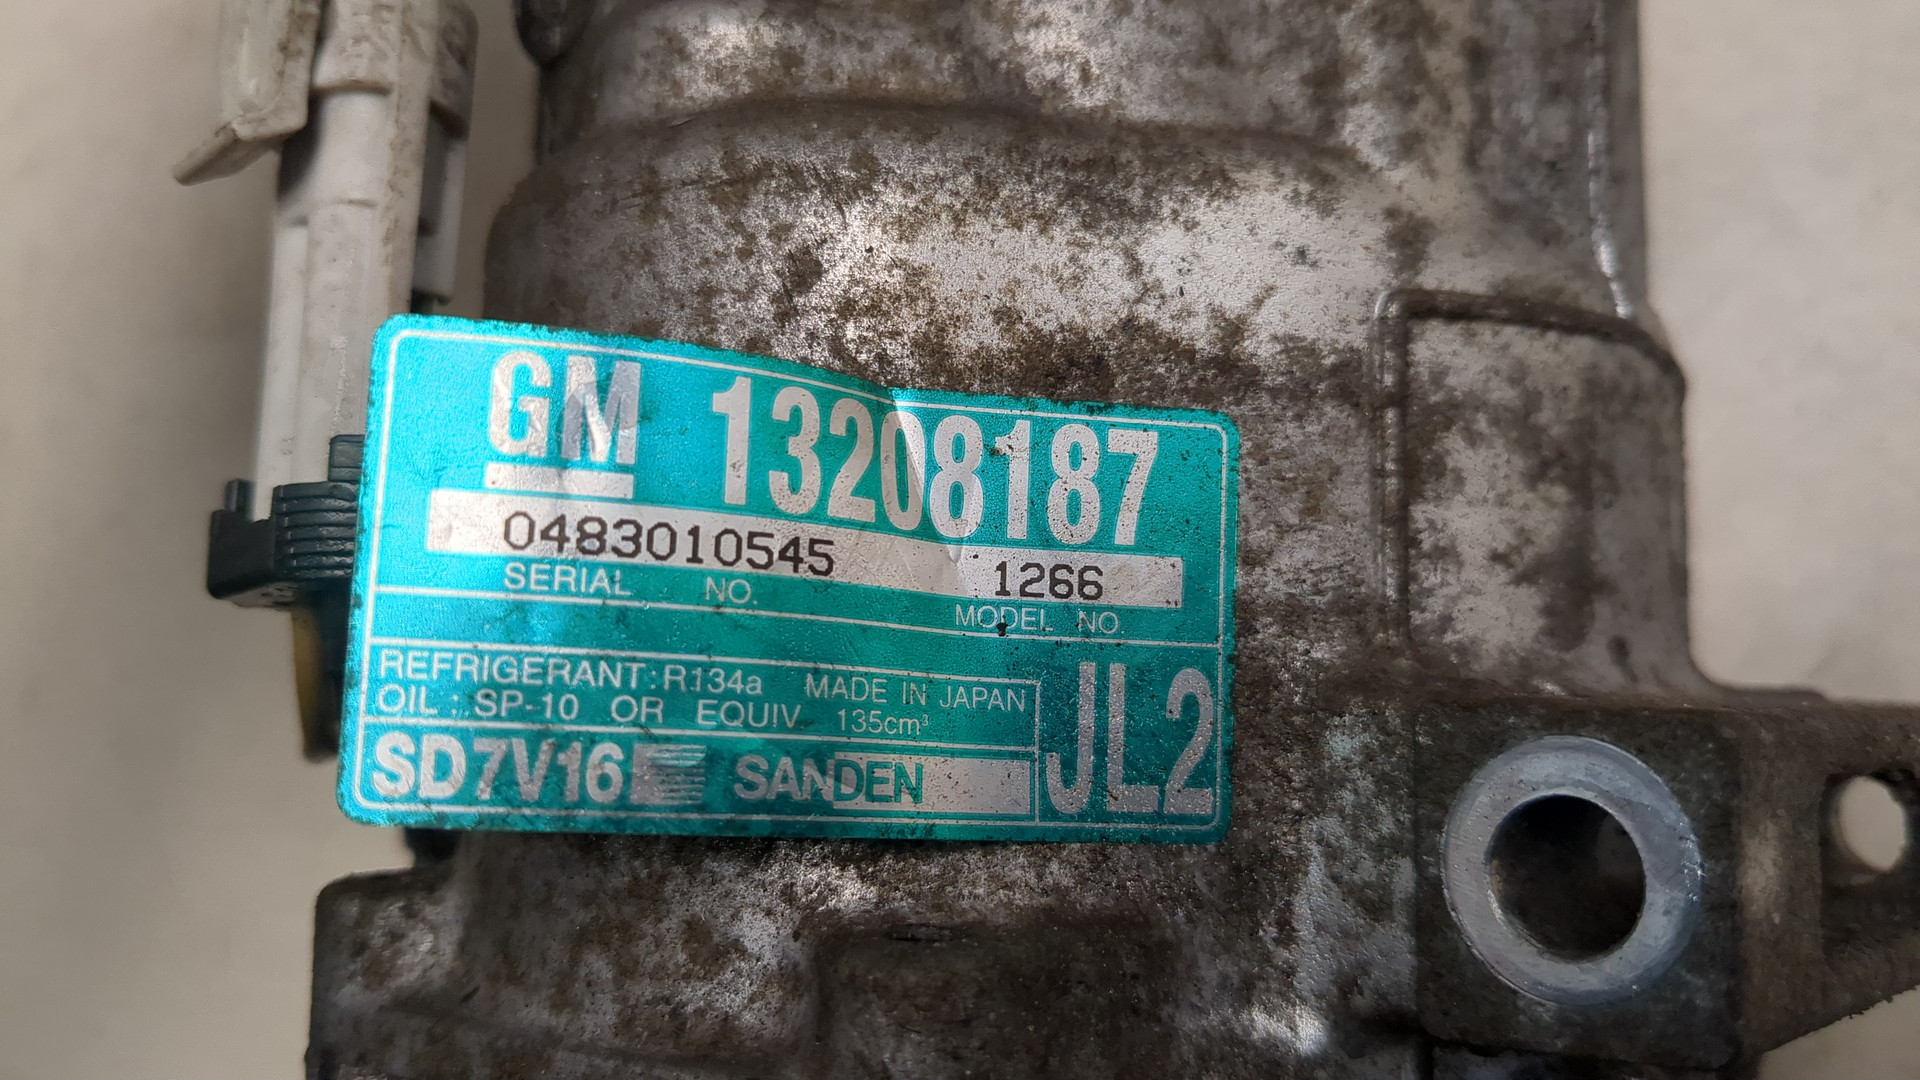 GM 13208187
0483010545 1266
SERIAL NO. MODEL NO.
REFRIGERANT: R134a MADE IN JAPAN
OIL : SP-10 OR EQUIV 135cm³
SD7V16 SANDEN JL2